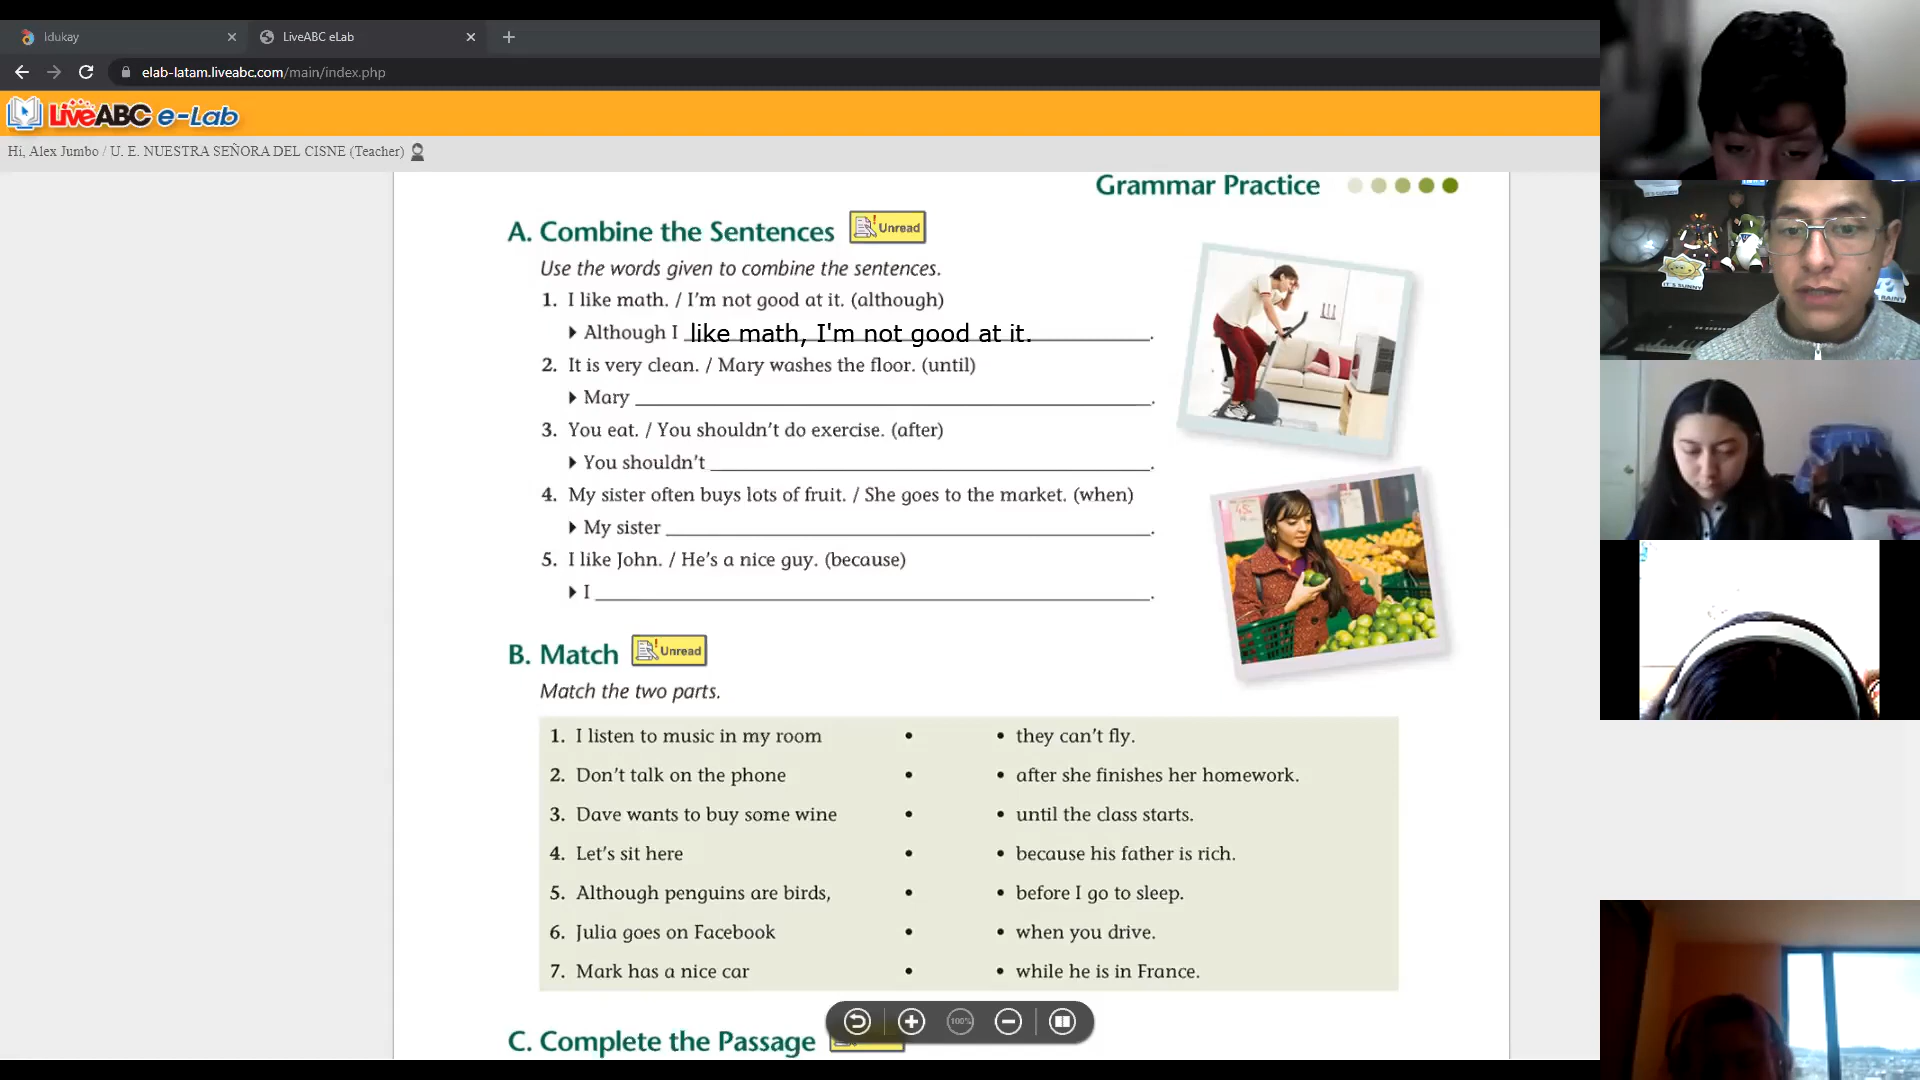 Idukay
LiveABC eLab
elab-latam.liveabc.com/main/index.php
LiveABC e-Lab
Hi, Alex Jumbo / U. E. NUESTRA SEÑORA DEL CISNE (Teacher)
Grammar Practice
A. Combine the Sentences
Unread
Use the words given to combine the sentences.
1. I like math. / I'm not good at it. (although)
Although I like math, I'm not good at it.
2. It is very clean. / Mary washes the floor. (until)
Mary
3. You eat. / You shouldn't do exercise. (after)
You shouldn't
4. My sister often buys lots of fruit. / She goes to the market. (when)
My sister
5. I like John. / He's a nice guy. (because)
I
B. Match
Unread
Match the two parts.
1. I listen to music in my room • • they can't fly.
2. Don't talk on the phone • • after she finishes her homework.
3. Dave wants to buy some wine • • until the class starts.
4. Let's sit here • • because his father is rich.
5. Although penguins are birds, • • before I go to sleep.
6. Julia goes on Facebook • • when you drive.
7. Mark has a nice car • • while he is in France.
100%
C. Complete the Passage
IT'S SUNNY
RAINY